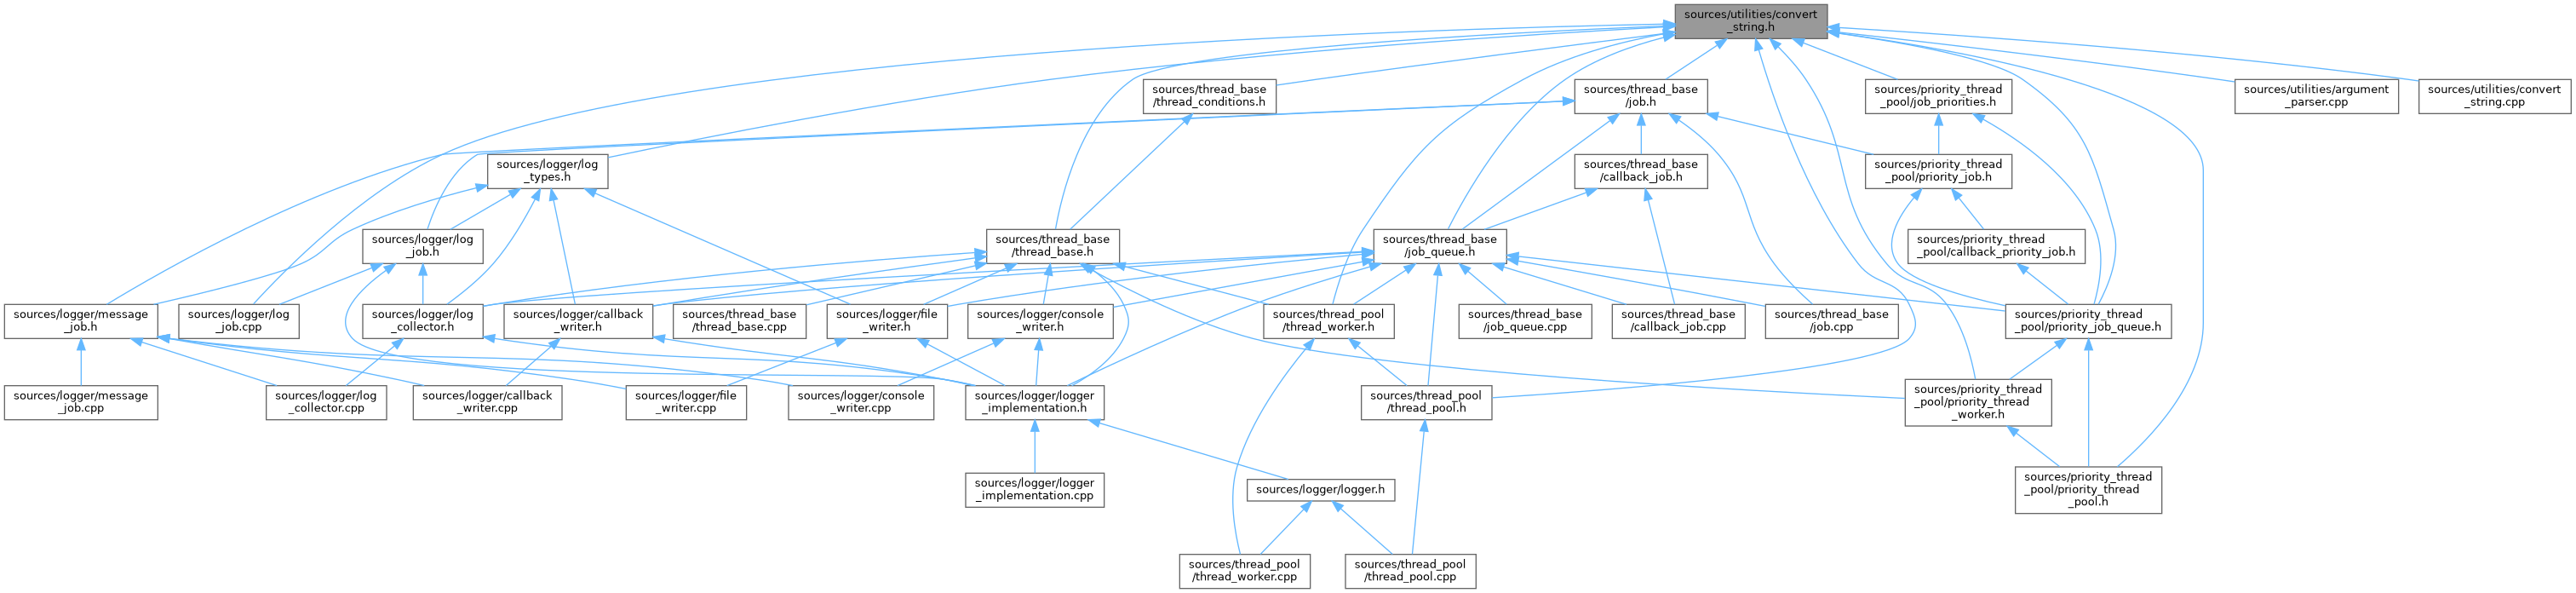 sources/utilities/convert
_string.h
sources/thread_base
/thread_conditions.h
sources/thread_base
/job.h
sources/priority_thread
_pool/job_priorities.h
sources/utilities/argument
_parser.cpp
sources/utilities/convert
_string.cpp
sources/logger/log
_types.h
sources/thread_base
/callback_job.h
sources/priority_thread
_pool/priority_job.h
sources/logger/log
_job.h
sources/thread_base
/thread_base.h
sources/thread_base
/job_queue.h
sources/priority_thread
_pool/callback_priority_job.h
sources/logger/message
_job.h
sources/logger/log
_job.cpp
sources/logger/log
_collector.h
sources/logger/callback
_writer.h
sources/thread_base
/thread_base.cpp
sources/logger/file
_writer.h
sources/logger/console
_writer.h
sources/thread_pool
/thread_worker.h
sources/thread_base
/job_queue.cpp
sources/thread_base
/callback_job.cpp
sources/thread_base
/job.cpp
sources/priority_thread
_pool/priority_job_queue.h
sources/logger/message
_job.cpp
sources/logger/log
_collector.cpp
sources/logger/callback
_writer.cpp
sources/logger/file
_writer.cpp
sources/logger/console
_writer.cpp
sources/logger/logger
_implementation.h
sources/thread_pool
/thread_pool.h
sources/priority_thread
_pool/priority_thread
_worker.h
sources/logger/logger
_implementation.cpp
sources/logger/logger.h
sources/priority_thread
_pool/priority_thread
_pool.h
sources/thread_pool
/thread_worker.cpp
sources/thread_pool
/thread_pool.cpp